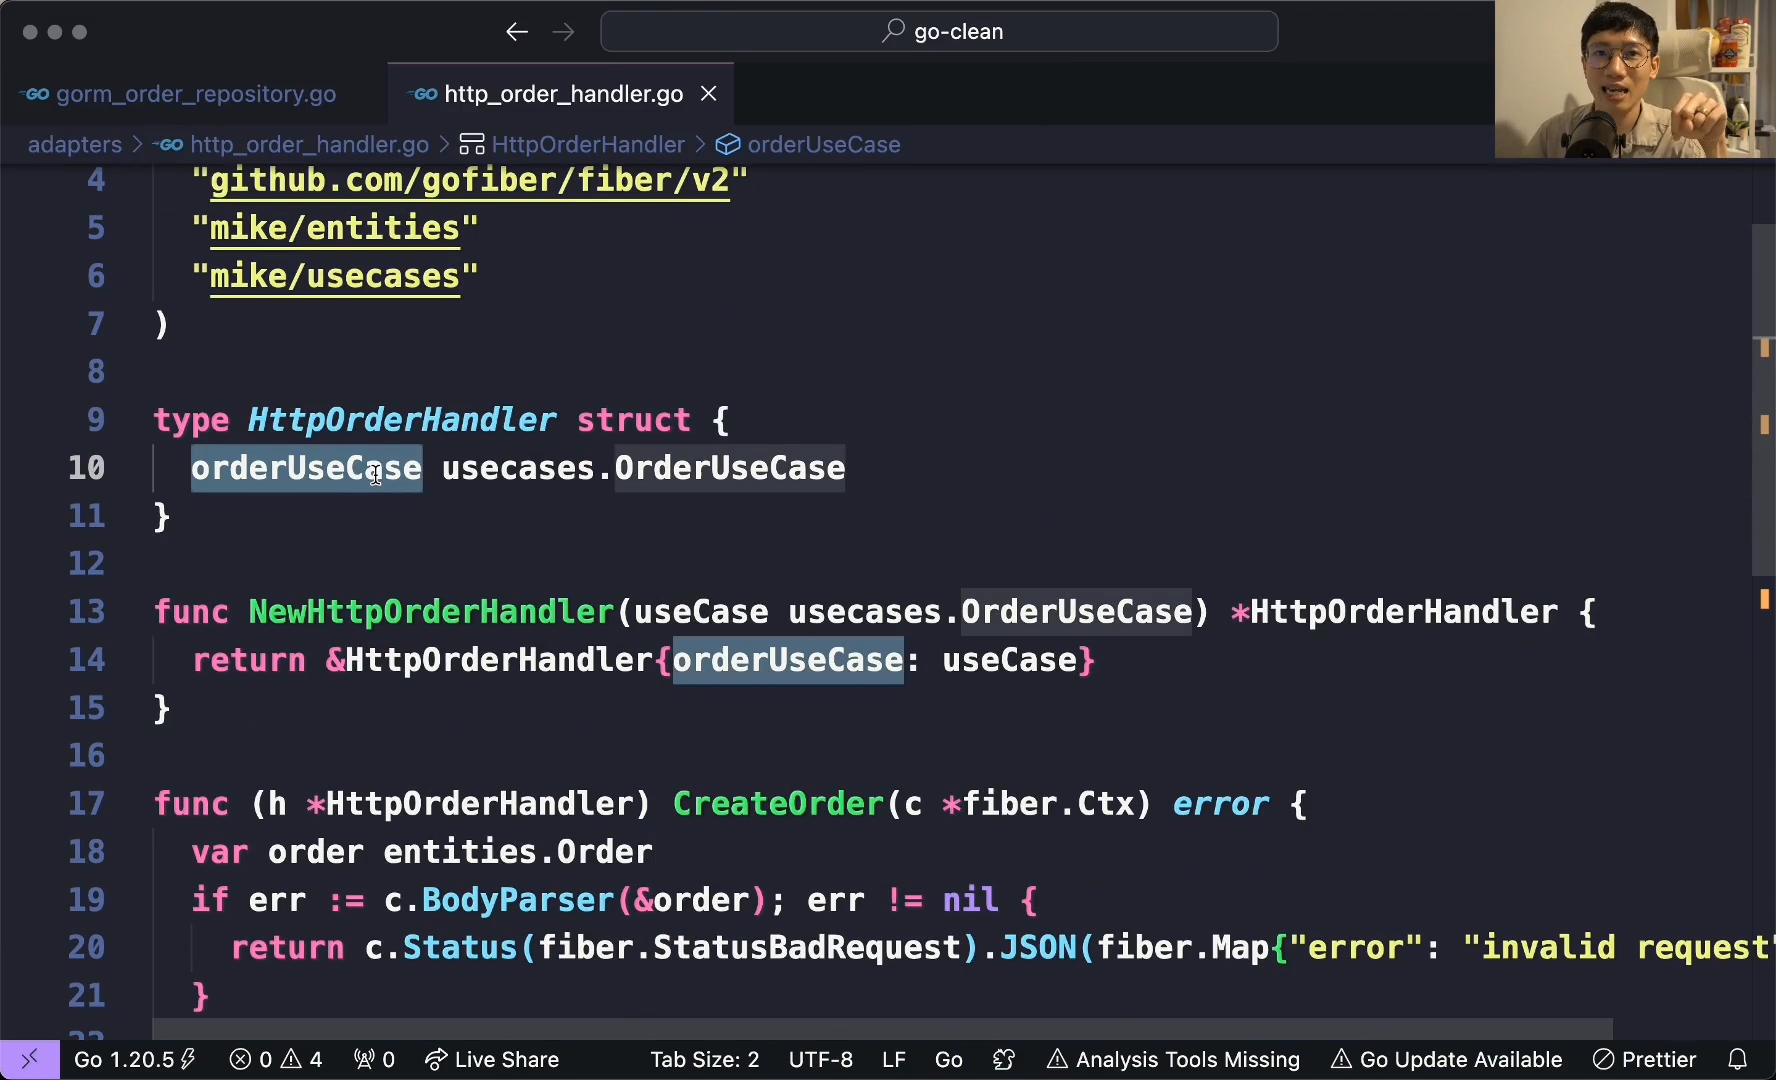 go-clean
GO gorm_order_repository.go
GO http_order_handler.go
adapters > GO http_order_handler.go > HttpOrderHandler > orderUseCase
4 "github.com/gofiber/fiber/v2"
5 "mike/entities"
6 "mike/usecases"
7 )
8
9 type HttpOrderHandler struct {
10 orderUseCase usecases.OrderUseCase
11 }
12
13 func NewHttpOrderHandler(useCase usecases.OrderUseCase) *HttpOrderHandler {
14 return &HttpOrderHandler{orderUseCase: useCase}
15 }
16
17 func (h *HttpOrderHandler) CreateOrder(c *fiber.Ctx) error {
18 var order entities.Order
19 if err := c.BodyParser(&order); err != nil {
20 return c.Status(fiber.StatusBadRequest).JSON(fiber.Map{"error": "invalid request"
21 }
Go 1.20.5 0 4 0 Live Share Tab Size: 2 UTF-8 LF Go Analysis Tools Missing Go Update Available Prettier